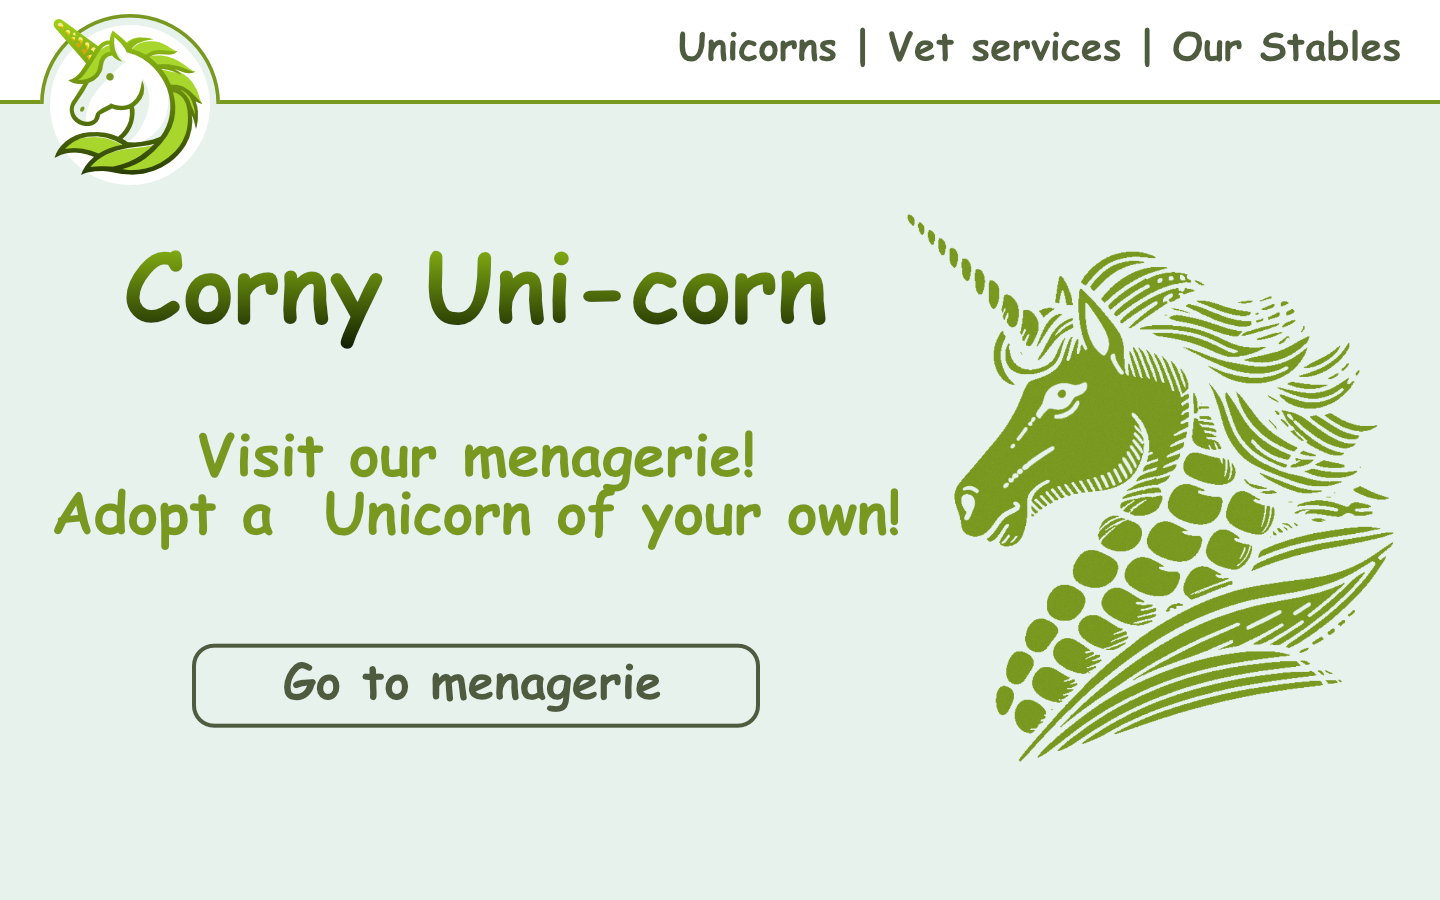 Unicorns | Vet services | Our Stables
Corny Uni-corn
Visit our menagerie!
Adopt a  Unicorn of your own!
Go to menagerie